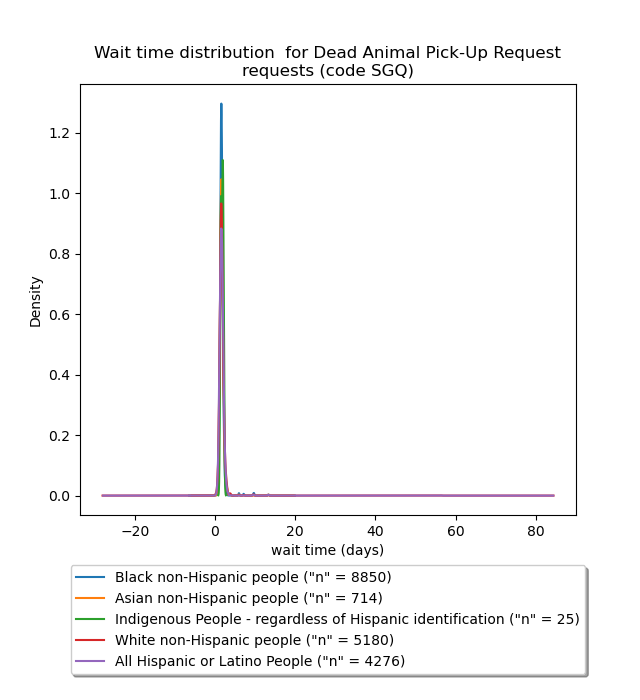 Wait time distribution  for Dead Animal Pick-Up Request
requests (code SGQ)
1.2
1.0
0.8
0.6
0.4
0.2
0.0
Density
−20 0 20 40 60 80
wait time (days)
Black non-Hispanic people ("n" = 8850)
Asian non-Hispanic people ("n" = 714)
Indigenous People - regardless of Hispanic identification ("n" = 25)
White non-Hispanic people ("n" = 5180)
All Hispanic or Latino People ("n" = 4276)